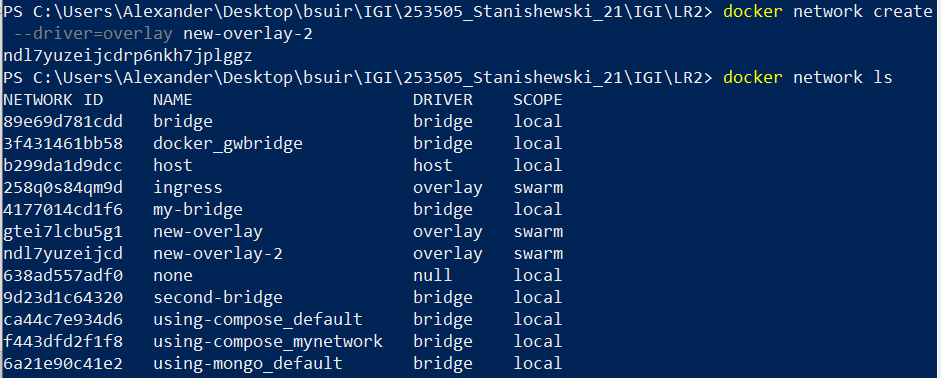 PS C:\Users\Alexander\Desktop\bsuir\IGI\253505_Stanishewski_21\IGI\LR2> docker network create
 --driver=overlay new-overlay-2
ndl7yuzeijcdrp6nkh7jplggz
PS C:\Users\Alexander\Desktop\bsuir\IGI\253505_Stanishewski_21\IGI\LR2> docker network ls
NETWORK ID     NAME                    DRIVER    SCOPE
89e69d781cdd   bridge                  bridge    local
3f431461bb58   docker_gwbridge         bridge    local
b299da1d9dcc   host                    host      local
258q0s84qm9d   ingress                 overlay   swarm
4177014cd1f6   my-bridge               bridge    local
gtei7lcbu5g1   new-overlay             overlay   swarm
ndl7yuzeijcd   new-overlay-2           overlay   swarm
638ad557adf0   none                    null      local
9d23d1c64320   second-bridge           bridge    local
ca44c7e934d6   using-compose_default   bridge    local
f443dfd2f1f8   using-compose_mynetwork   bridge    local
6a21e90c41e2   using-mongo_default     bridge    local